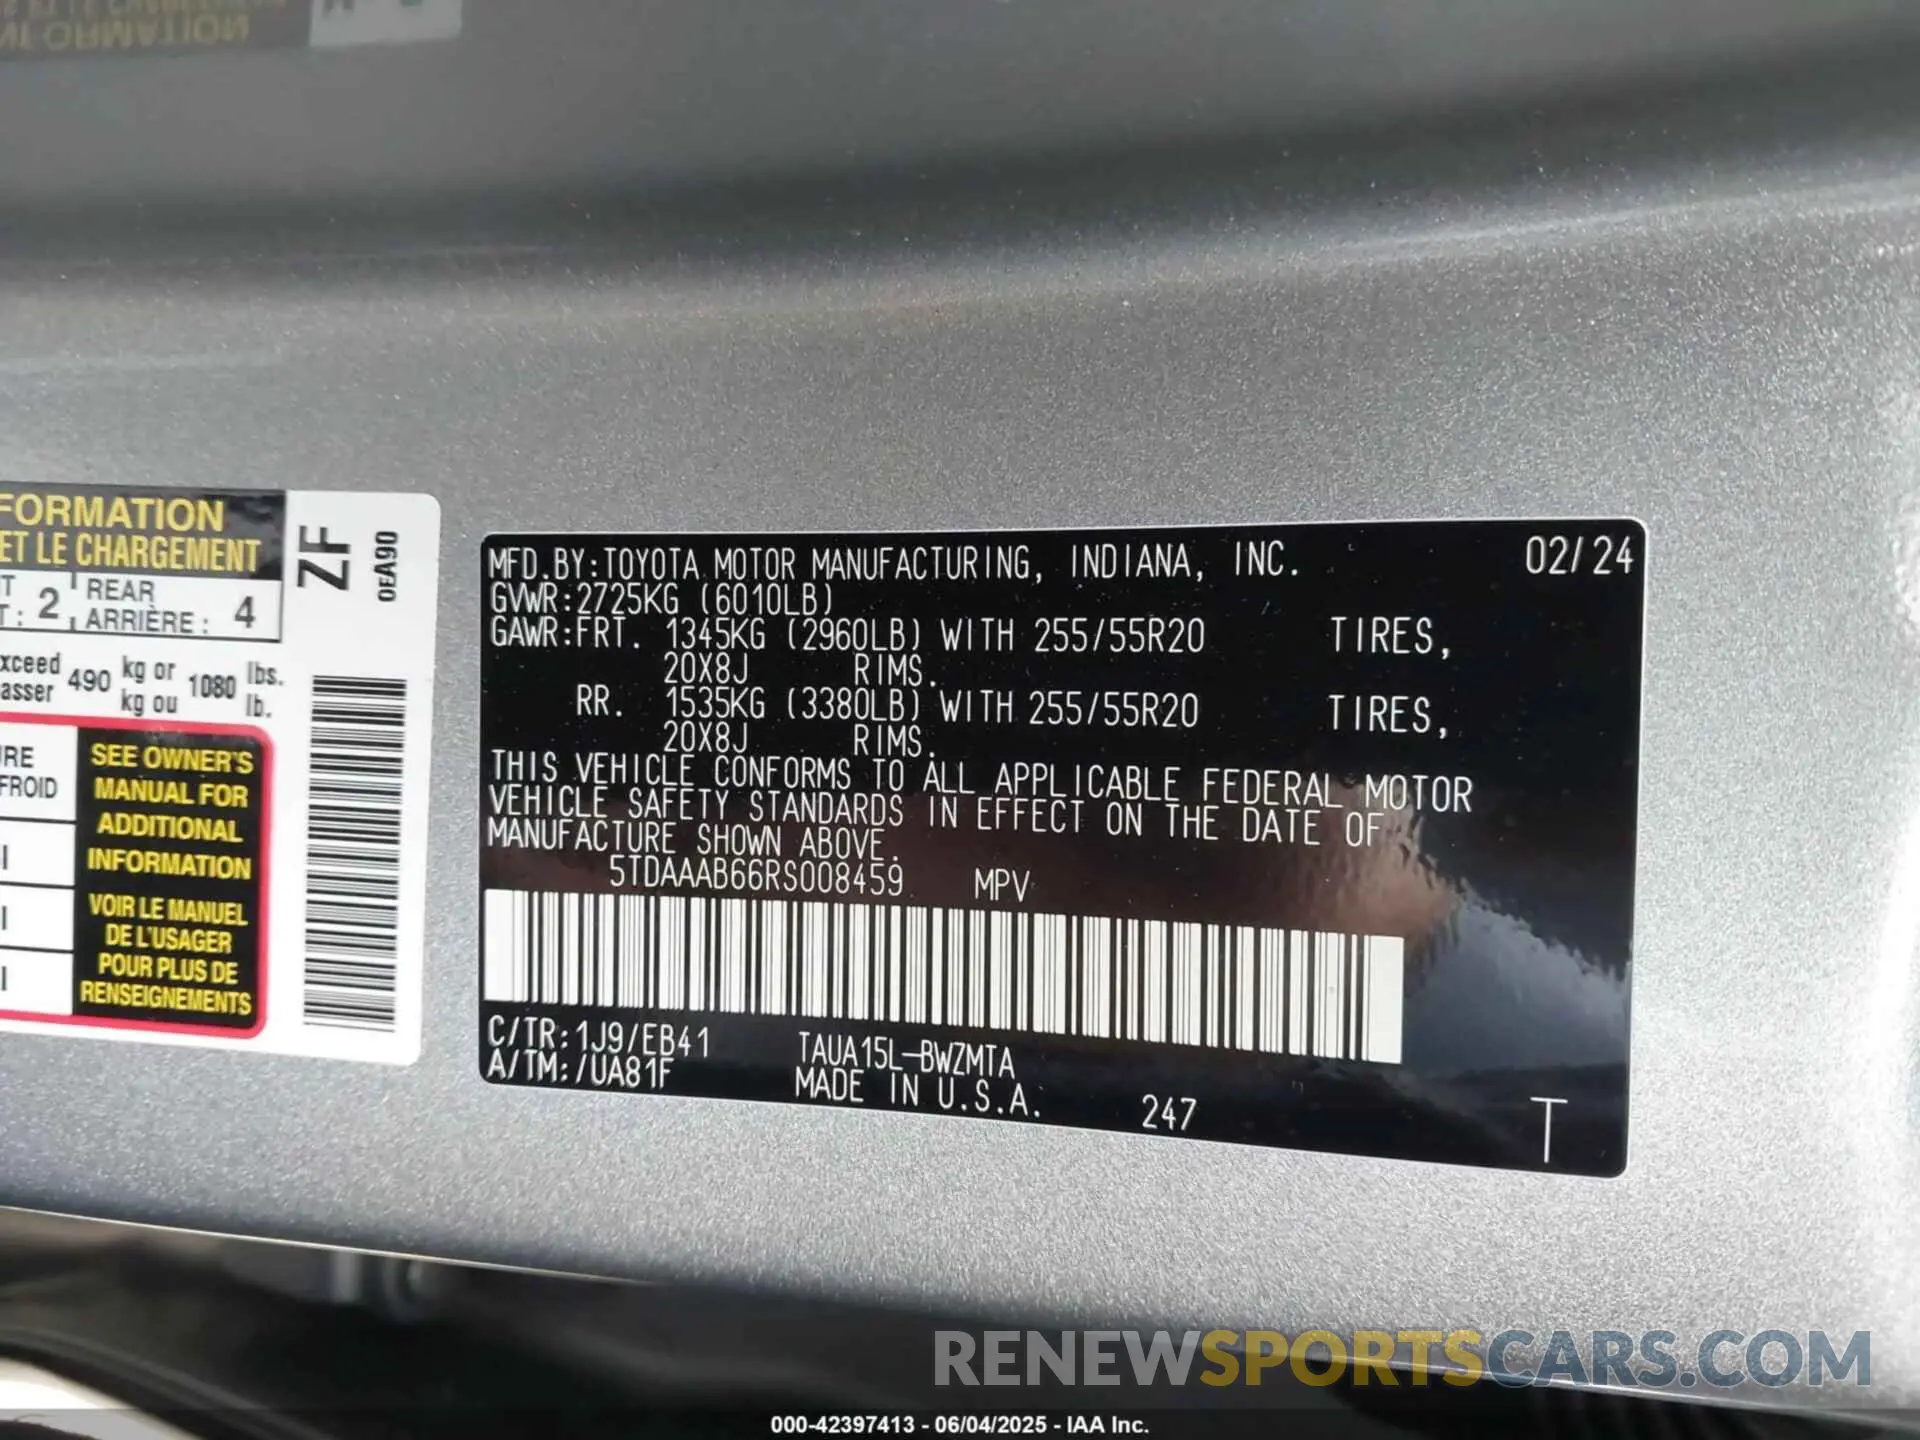 INFORMATION
FORMATION
ET LE CHARGEMENT
2 REAR
ARRIÈRE : 4
kg or
490 1080 lbs.
kg ou lb.
SEE OWNER'S
MANUAL FOR
ADDITIONAL
INFORMATION
FROID
VOIR LE MANUEL
DE L'USAGER
POUR PLUS DE
RENSEIGNEMENTS
ZF
0EA90
MFD.BY:TOYOTA MOTOR MANUFACTURING, INDIANA, INC. 02/24
GVWR:2725KG (6010LB)
GAWR:FRT. 1345KG (2960LB) WITH 255/55R20 TIRES,
20X8J RIMS.
RR. 1535KG (3380LB) WITH 255/55R20 TIRES,
20X8J RIMS.
THIS VEHICLE CONFORMS TO ALL APPLICABLE FEDERAL MOTOR
VEHICLE SAFETY STANDARDS IN EFFECT ON THE DATE OF
MANUFACTURE SHOWN ABOVE.
5TDAAAB66RS008459 MPV
C/TR:1J9/EB41 TAUA15L-BWZMTA
A/TM:/UA81F MADE IN U.S.A. 247 T
RENEWSPORTSCARS.COM
000-42397413 - 06/04/2025 - IAA Inc.